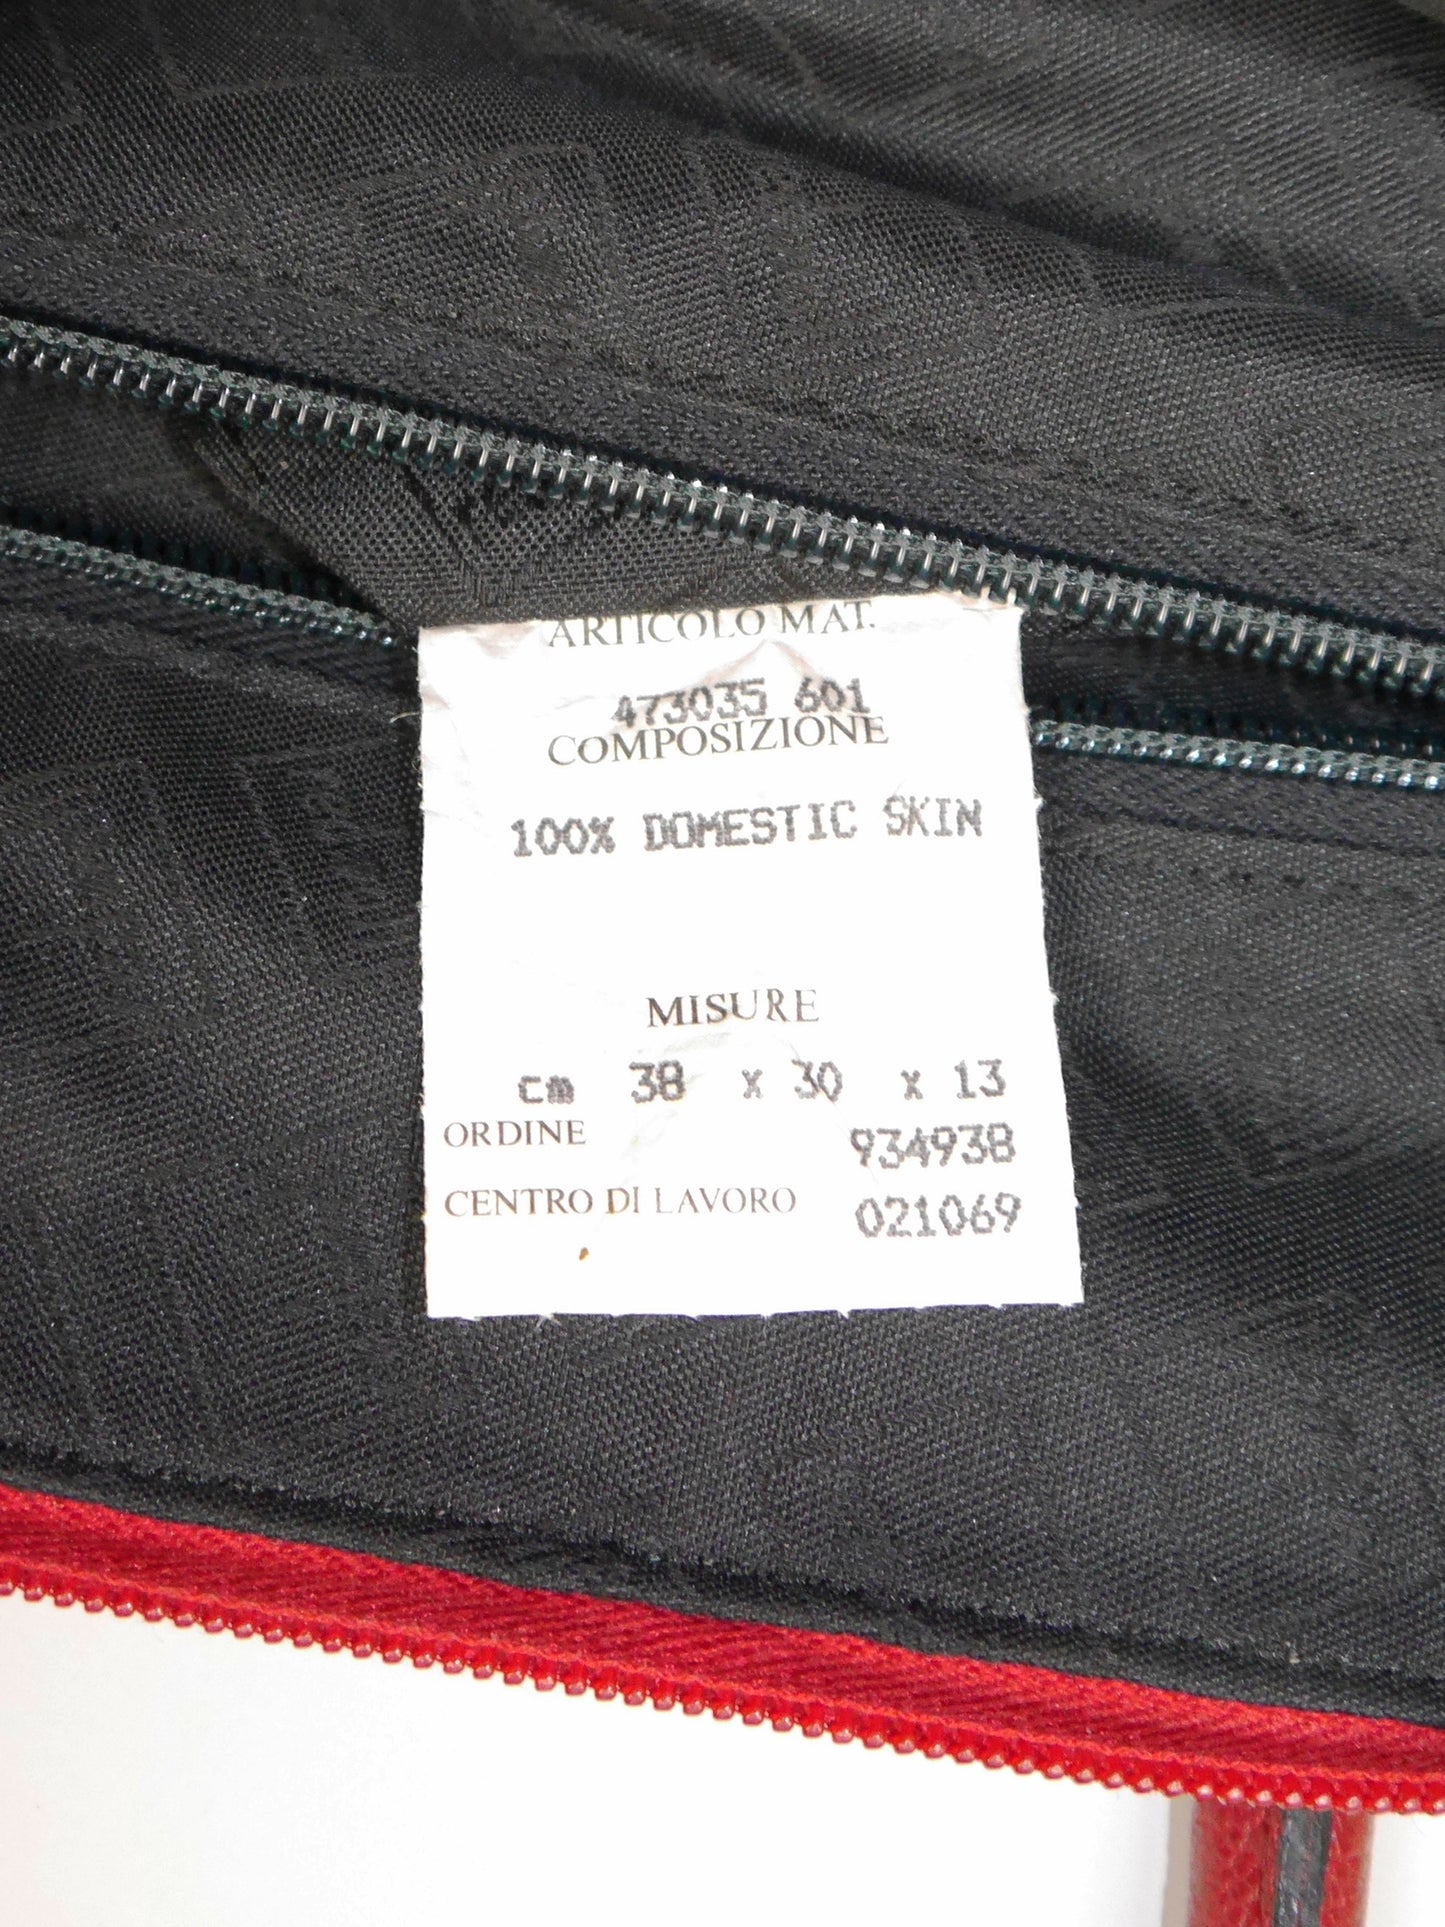 ARTICOLO MAT.
473035 601
COMPOSIZIONE
100% DOMESTIC SKIN
MISURE
cm 38 x 30 x 13
ORDINE 934938
CENTRO DI LAVORO 021069